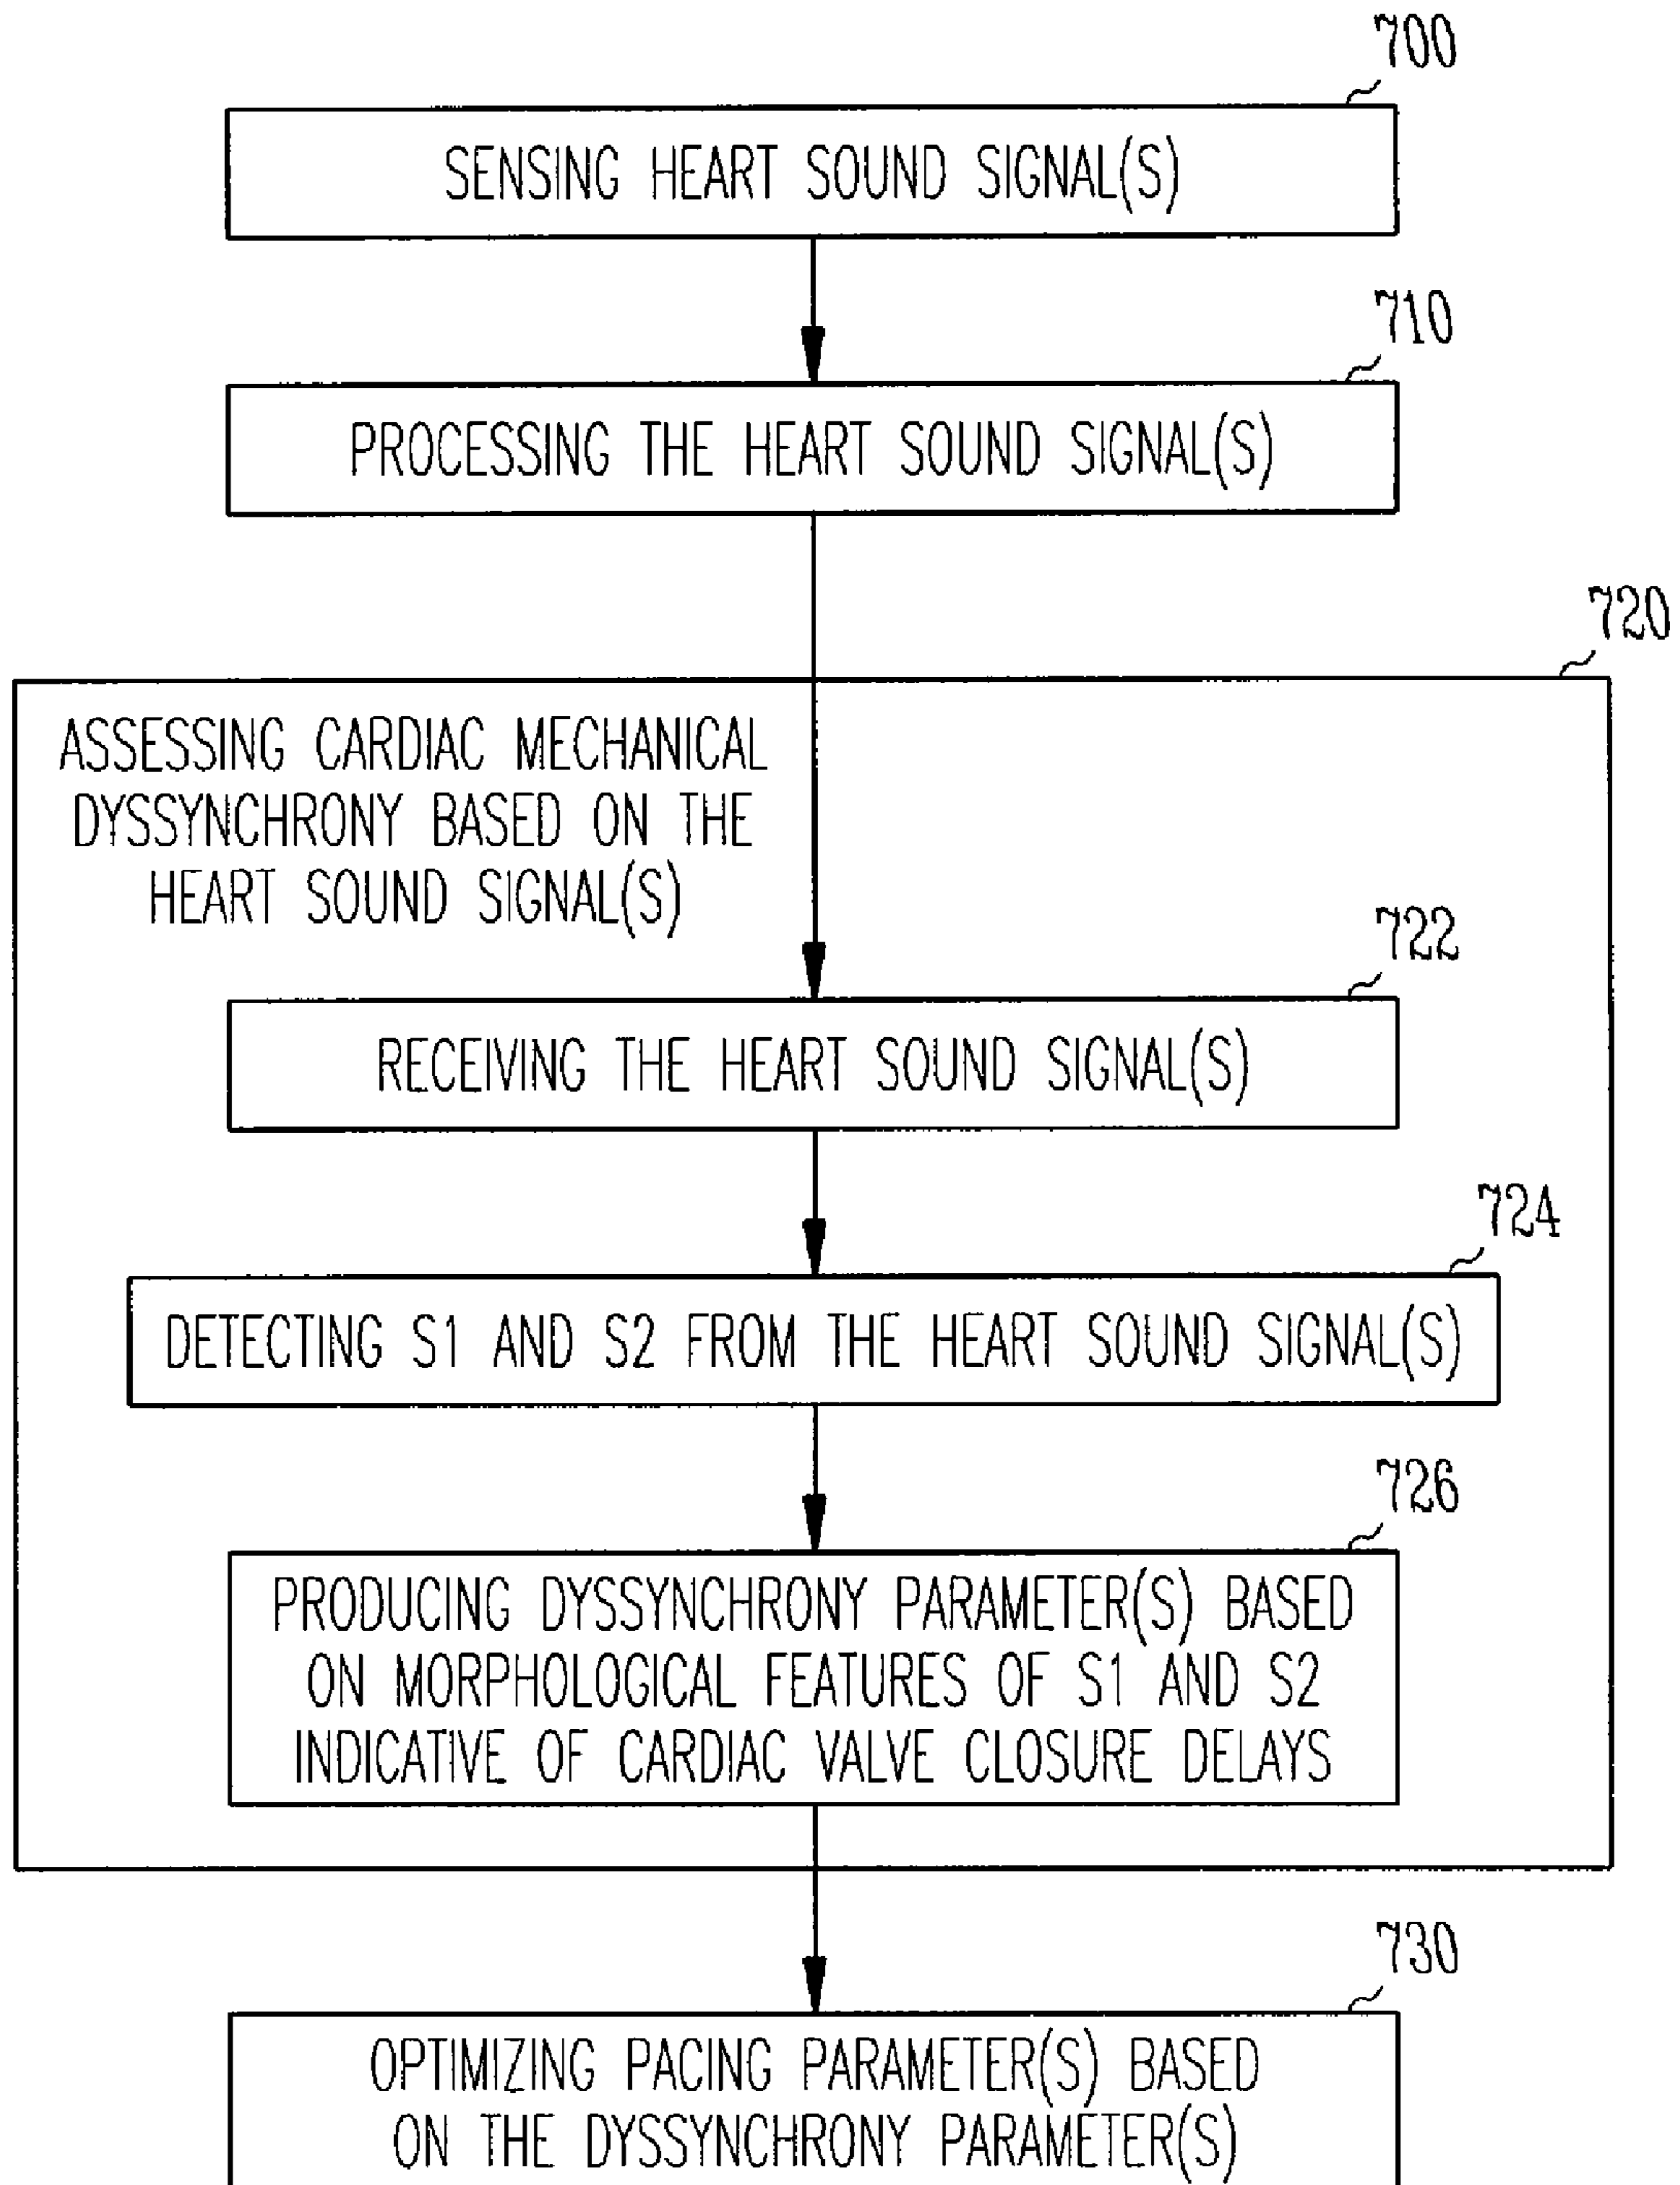 700
SENSING HEART SOUND SIGNAL(S)
710
PROCESSING THE HEART SOUND SIGNAL(S)
720
ASSESSING CARDIAC MECHANICAL
DYSSYNCHRONY BASED ON THE
HEART SOUND SIGNAL(S)
722
RECEIVING THE HEART SOUND SIGNAL(S)
724
DETECTING S1 AND S2 FROM THE HEART SOUND SIGNAL(S)
726
PRODUCING DYSSYNCHRONY PARAMETER(S) BASED
ON MORPHOLOGICAL FEATURES OF S1 AND S2
INDICATIVE OF CARDIAC VALVE CLOSURE DELAYS
730
OPTIMIZING PACING PARAMETER(S) BASED
ON THE DYSSYNCHRONY PARAMETER(S)